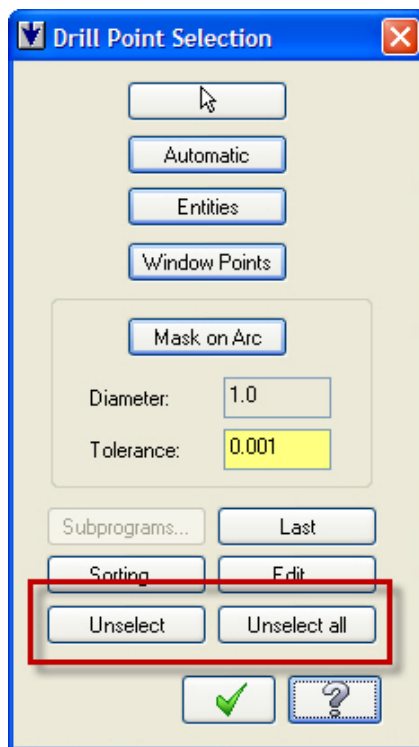 Drill Point Selection
Automatic
Entities
Window Points
Mask on Arc
Diameter: 1.0
Tolerance: 0.001
Subprograms... Last
Sorting... Edit...
Unselect Unselect all